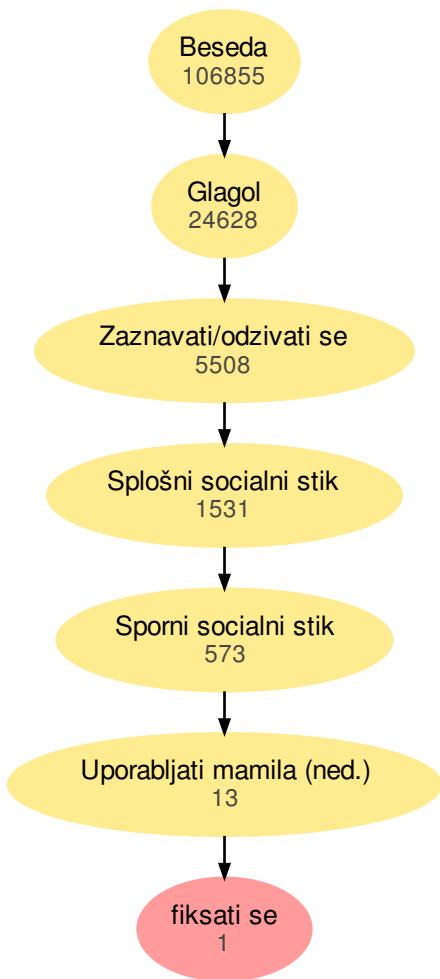 Beseda
106855
Glagol
24628
Zaznavati/odzivati se
5508
Splošni socialni stik
1531
Sporni socialni stik
573
Uporabljati mamila (ned.)
13
fiksati se
1